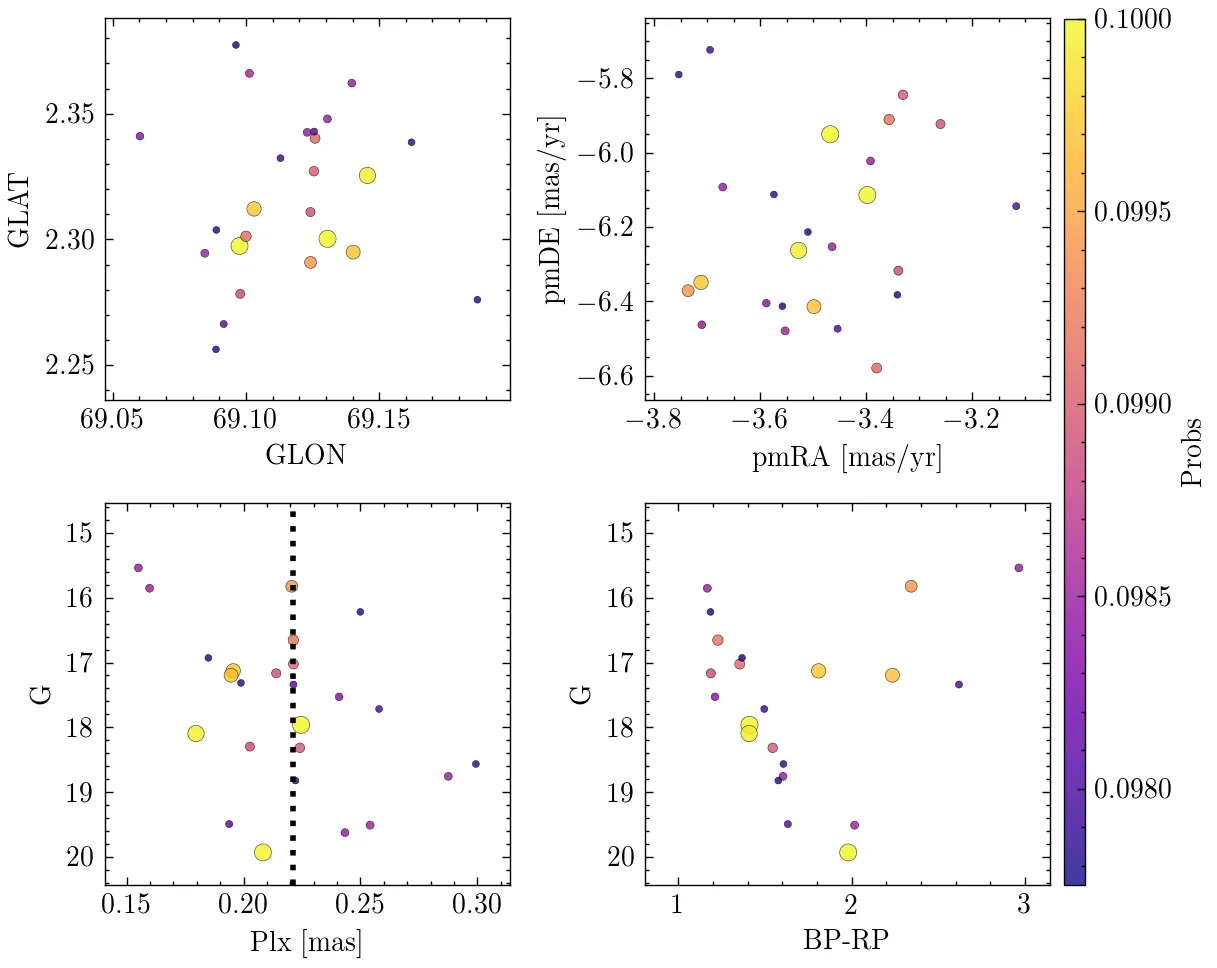 2.35
2.30
2.25
GLAT
69.05 69.10 69.15
GLON
−5.8
−6.0
−6.2
−6.4
−6.6
pmDE [mas/yr]
−3.8 −3.6 −3.4 −3.2
pmRA [mas/yr]
15
16
17
18
19
20
G
0.15 0.20 0.25 0.30
Plx [mas]
15
16
17
18
19
20
G
1 2 3
BP-RP
0.1000
0.0995
0.0990
0.0985
0.0980
Probs